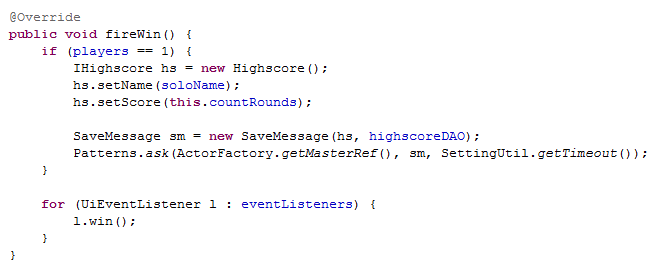 @Override
public void fireWin() {
    if (players == 1) {
        IHighscore hs = new Highscore();
        hs.setName(soloName);
        hs.setScore(this.countRounds);

        SaveMessage sm = new SaveMessage(hs, highscoreDAO);
        Patterns.ask(ActorFactory.getMasterRef(), sm, SettingUtil.getTimeout());
    }

    for (UiEventListener l : eventListeners) {
        l.win();
    }
}